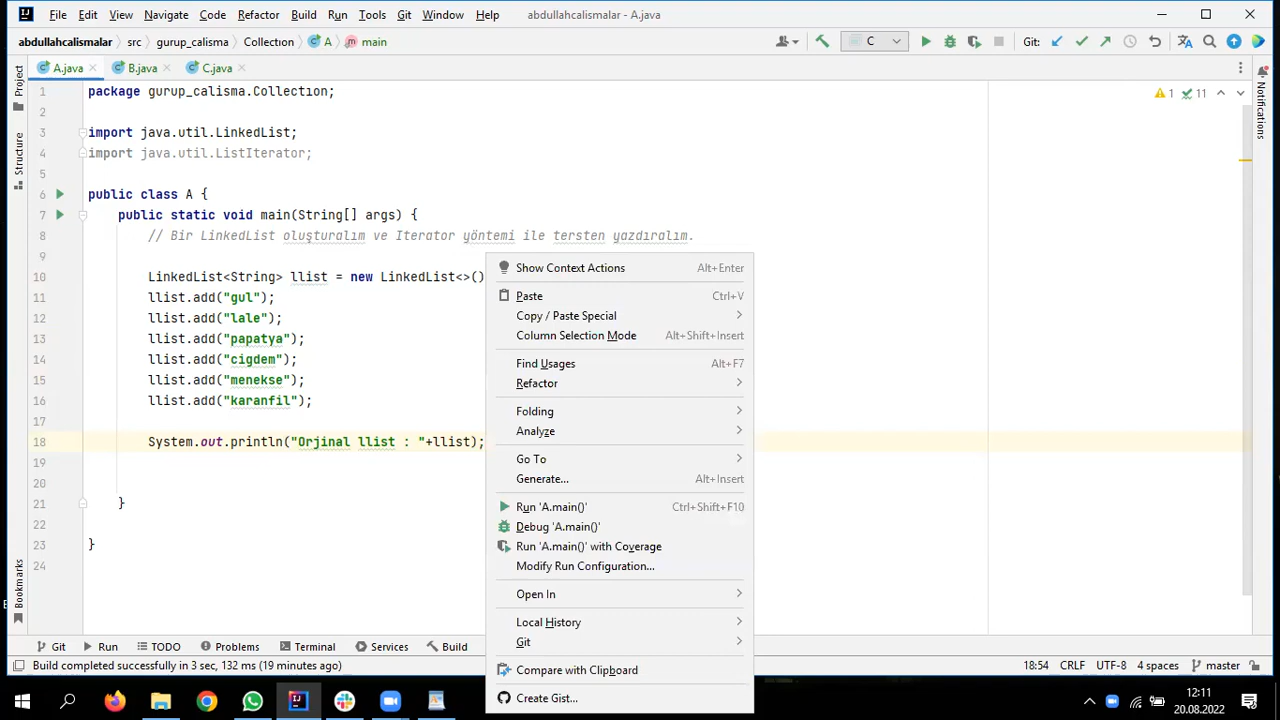 File Edit View Navigate Code Refactor Build Run Tools Git Window Help abdullahcalismalar - A.java
abdullahcalismalar src gurup_calisma Collection A main C Git:
A.java B.java C.java
Project
Structure
Bookmarks
Notifications
1 11
1 package gurup_calisma.Collection;
2
3 import java.util.LinkedList;
4 import java.util.ListIterator;
5
6 public class A {
7 public static void main(String[] args) {
8 // Bir LinkedList oluşturalım ve Iterator yöntemi ile tersten yazdıralım.
9
10 LinkedList<String> llist = new LinkedList<>()
11 llist.add("gul");
12 llist.add("lale");
13 llist.add("papatya");
14 llist.add("cigdem");
15 llist.add("menekse");
16 llist.add("karanfil");
17
18 System.out.println("Orjinal llist : "+llist);
19
20
21 }
22
23 }
24
Show Context Actions Alt+Enter
Paste Ctrl+V
Copy / Paste Special
Column Selection Mode Alt+Shift+Insert
Find Usages Alt+F7
Refactor
Folding
Analyze
Go To
Generate... Alt+Insert
Run 'A.main()' Ctrl+Shift+F10
Debug 'A.main()'
Run 'A.main()' with Coverage
Modify Run Configuration...
Open In
Local History
Git
Compare with Clipboard
Create Gist...
Git Run TODO Problems Terminal Services Build
Build completed successfully in 3 sec, 132 ms (19 minutes ago) 18:54 CRLF UTF-8 4 spaces master
12:11
20.08.2022